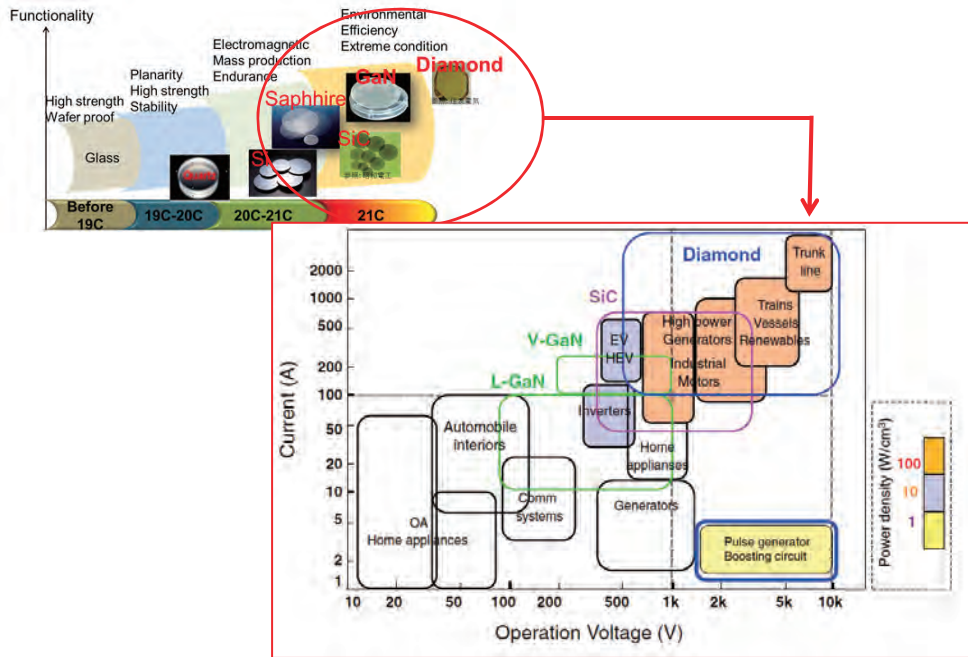 Functionality
High strength
Wafer proof
Glass
Planarity
High strength
Stability
Electromagnetic
Mass production
Endurance
Environmental
Efficiency
Extreme condition
Saphhire
Si
GaN
SiC
Diamond
Before
19C
19C-20C
20C-21C
21C
Current (A)
2000
1000
500
200
100
50
20
10
5
2
1
10
20
50
100
200
500
1k
2k
5k
10k
Operation Voltage (V)
Diamond
SiC
V-GaN
L-GaN
Trunk
line
Trains
Vessels
Renewables
High power
Generators
Industrial
Motors
EV
HEV
Inverters
Home
applianses
Automobile
Interiors
Comm
systems
Generators
OA
Home appliances
Pulse generator
Boosting circuit
Power density (W/cm³)
100
10
1